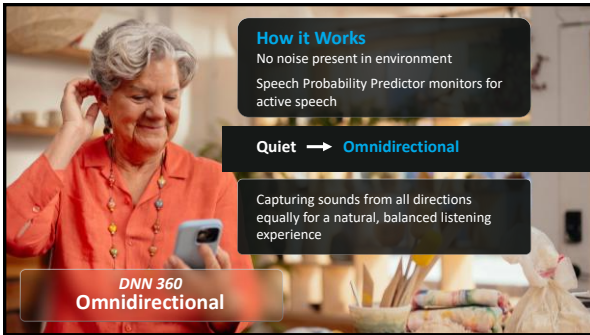 How it Works
No noise present in environment
Speech Probability Predictor monitors for
active speech
Quiet → Omnidirectional
Capturing sounds from all directions
equally for a natural, balanced listening
experience
DNN 360
Omnidirectional